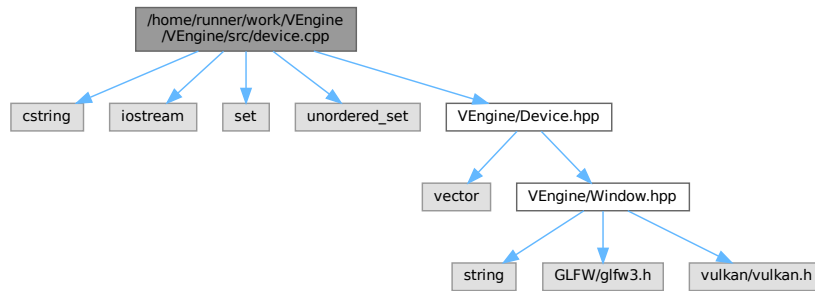 /home/runner/work/VEngine
/VEngine/src/device.cpp
cstring
iostream
set
unordered_set
VEngine/Device.hpp
vector
VEngine/Window.hpp
string
GLFW/glfw3.h
vulkan/vulkan.h